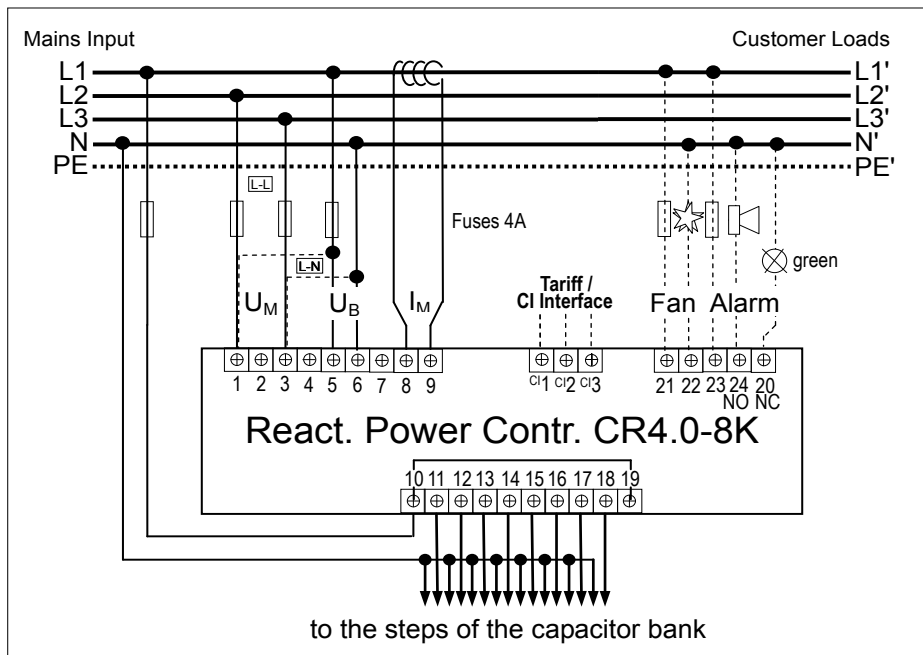 Mains Input Customer Loads
L1 L1'
L2 L2'
L3 L3'
N N'
PE PE'
L-L
Fuses 4A
L-N
green
Tariff /
CI Interface
UM UB IM Fan Alarm
1 2 3 4 5 6 7 8 9 CI1 CI2 CI3 21 22 23 24 20
NO NC
React. Power Contr. CR4.0-8K
10 11 12 13 14 15 16 17 18 19
to the steps of the capacitor bank